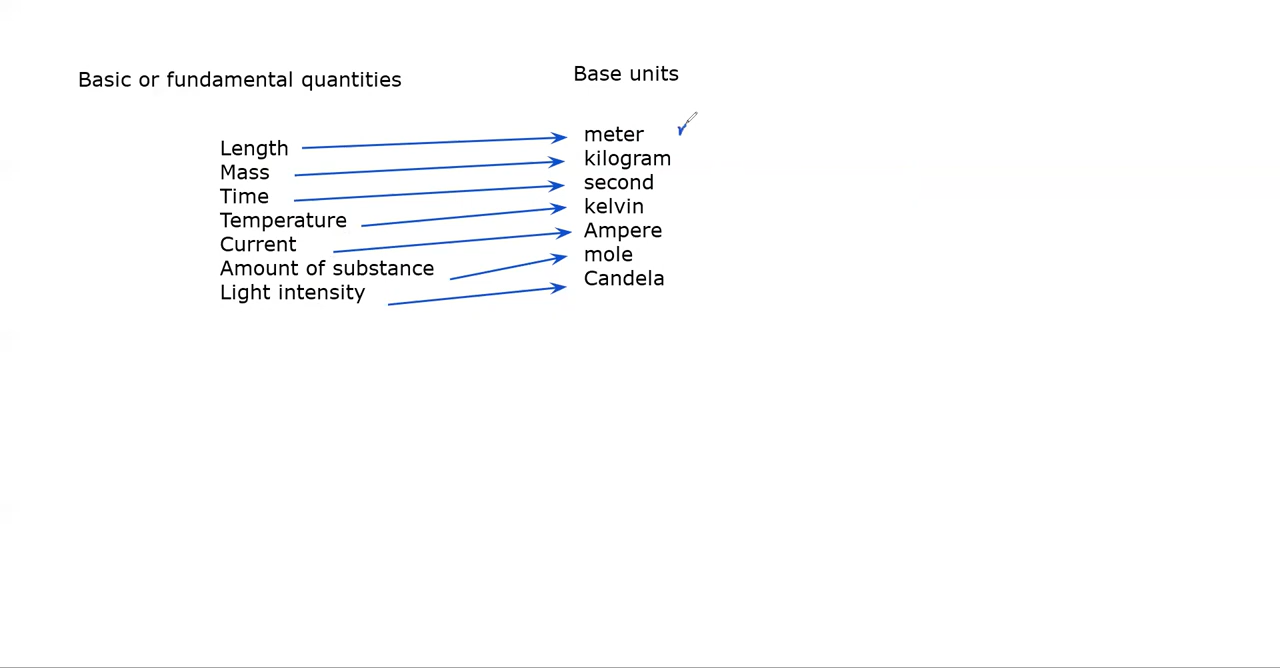 Basic or fundamental quantities
Base units
Length
meter
Mass
kilogram
Time
second
Temperature
kelvin
Current
Ampere
Amount of substance
mole
Light intensity
Candela